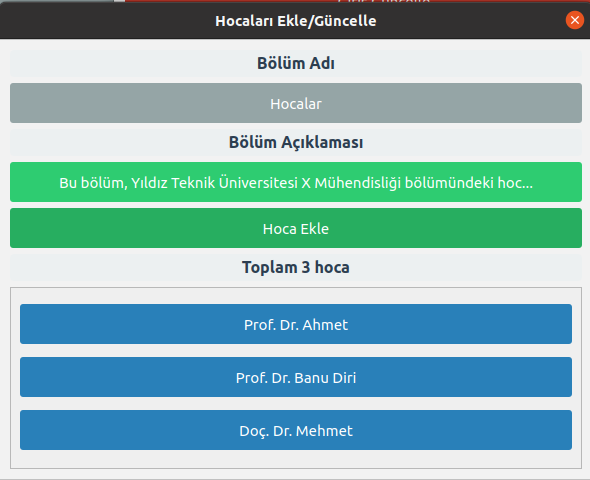 Hocaları Ekle/Güncelle
Bölüm Adı
Hocalar
Bölüm Açıklaması
Bu bölüm, Yıldız Teknik Üniversitesi X Mühendisliği bölümündeki hoc...
Hoca Ekle
Toplam 3 hoca
Prof. Dr. Ahmet
Prof. Dr. Banu Diri
Doç. Dr. Mehmet